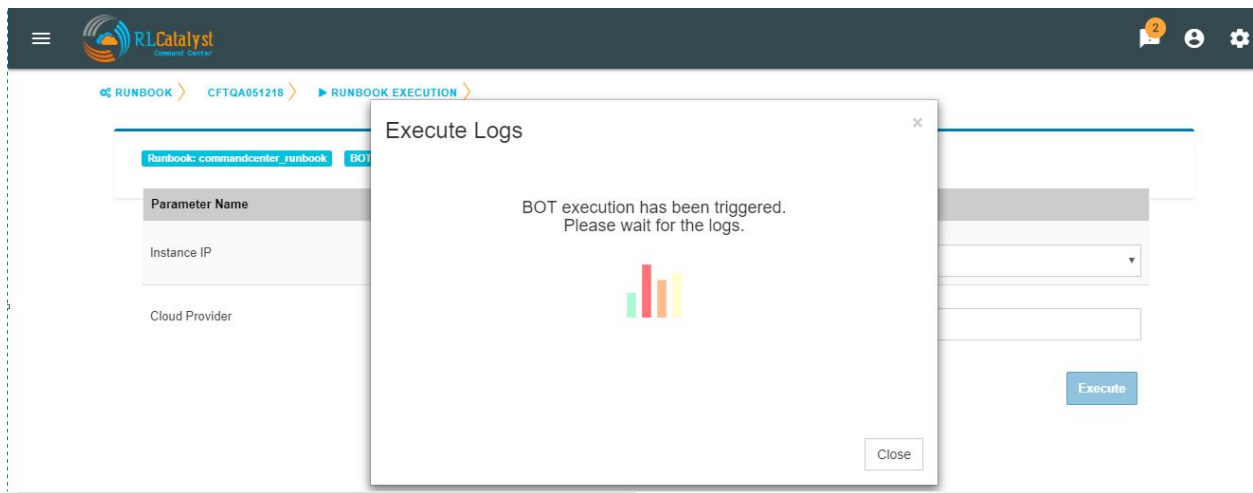 2
RLCatalyst
Command Center
RUNBOOK CFTQA051218 RUNBOOK EXECUTION
Execute Logs
×
Runbook: commandcenter_runbook BOT
Parameter Name
BOT execution has been triggered.
Please wait for the logs.
Instance IP
Cloud Provider
Execute
Close